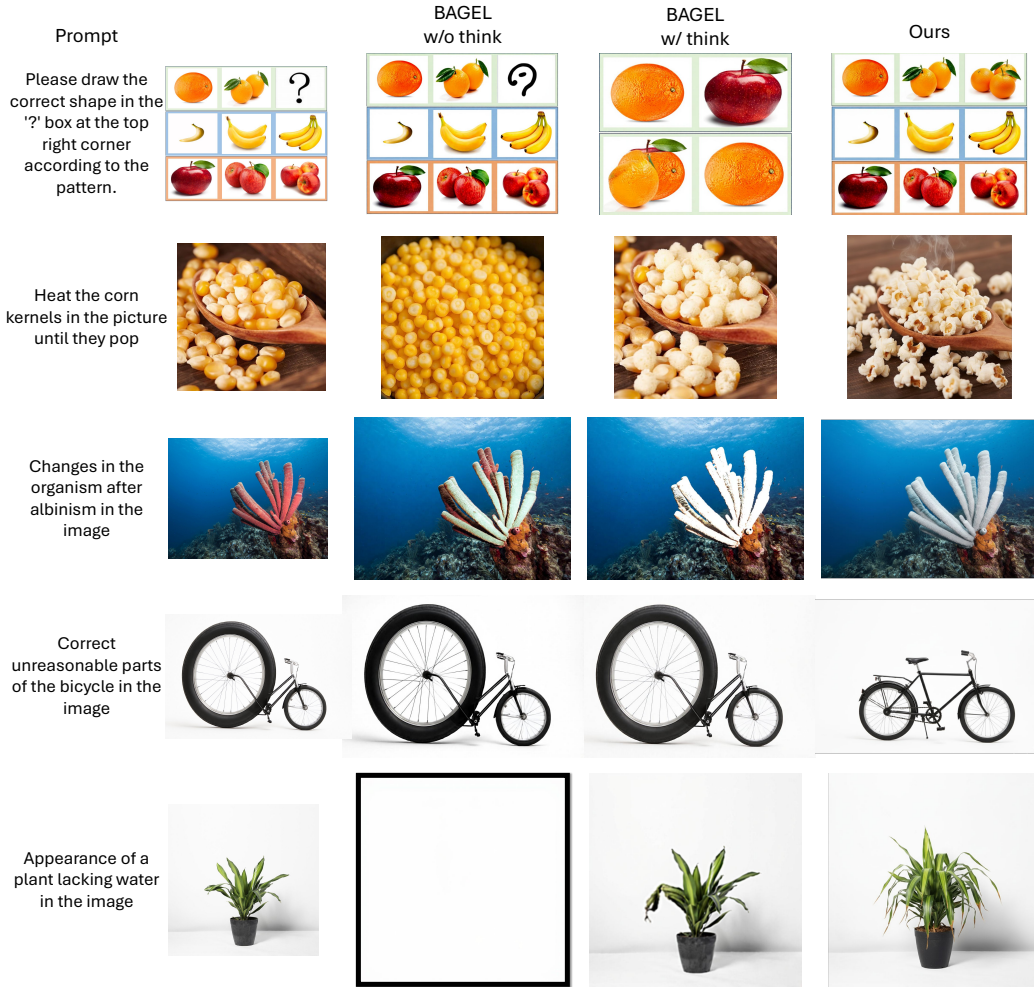 Prompt
BAGEL
w/o think
BAGEL
w/ think
Ours
Please draw the
correct shape in the
'?' box at the top
right corner
according to the
pattern.
?
?
Heat the corn
kernels in the picture
until they pop
Changes in the
organism after
albinism in the
image
Correct
unreasonable parts
of the bicycle in the
image
Appearance of a
plant lacking water
in the image